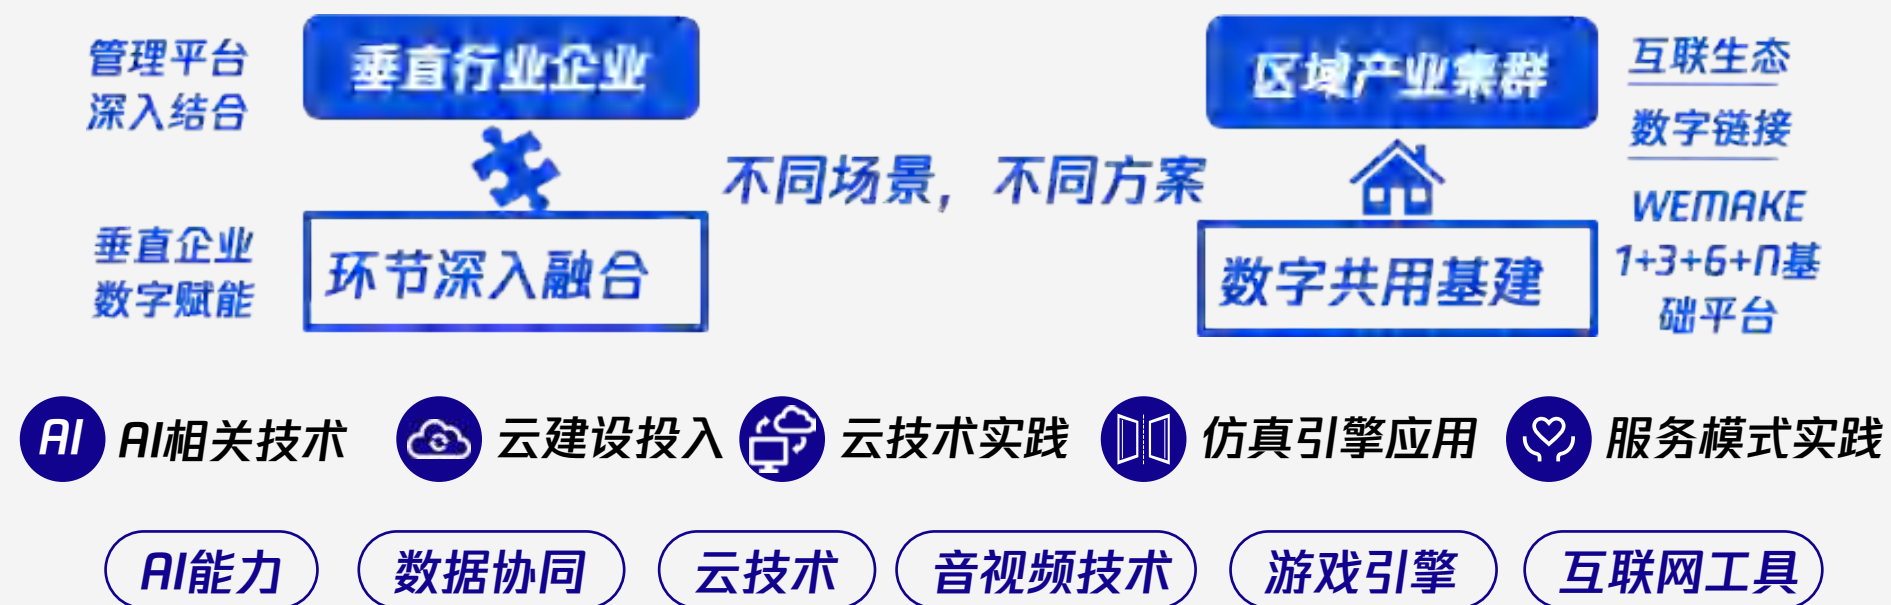 管理平台
深入结合
垂直行业企业
垂直企业
数字赋能
环节深入融合
不同场景，不同方案
区域产业集群
数字共用基建
互联生态
数字链接
WEMAKE
1+3+6+N基
础平台
AI
AI相关技术
云建设投入
云技术实践
仿真引擎应用
服务模式实践
AI能力
数据协同
云技术
音视频技术
游戏引擎
互联网工具